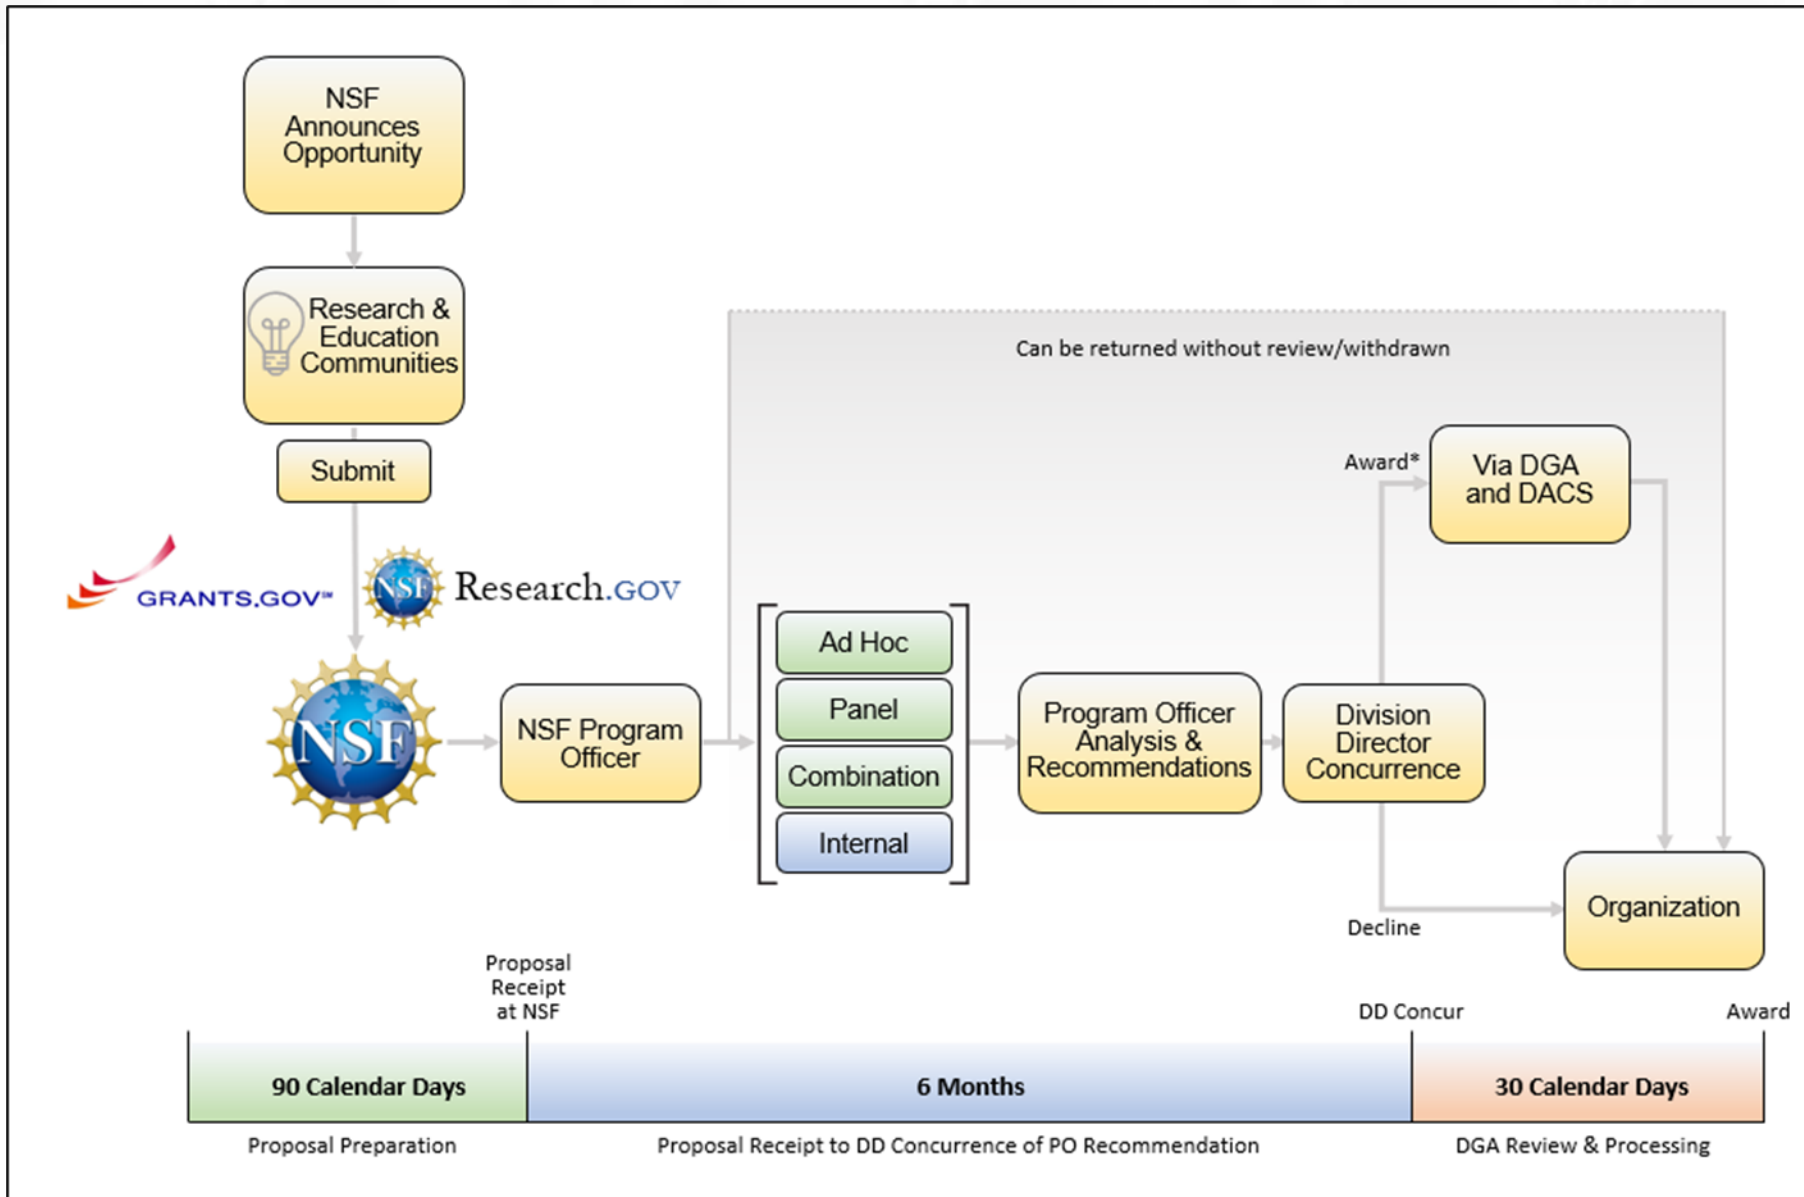 NSF
Announces
Opportunity
Research &
Education
Communities
Submit
GRANTS.GOV℠
NSF
Research.GOV
NSF
NSF Program
Officer
Can be returned without review/withdrawn
Ad Hoc
Panel
Combination
Internal
Program Officer
Analysis &
Recommendations
Division
Director
Concurrence
Award*
Via DGA
and DACS
Decline
Organization
Proposal
Receipt
at NSF
DD Concur
Award
90 Calendar Days
6 Months
30 Calendar Days
Proposal Preparation
Proposal Receipt to DD Concurrence of PO Recommendation
DGA Review & Processing